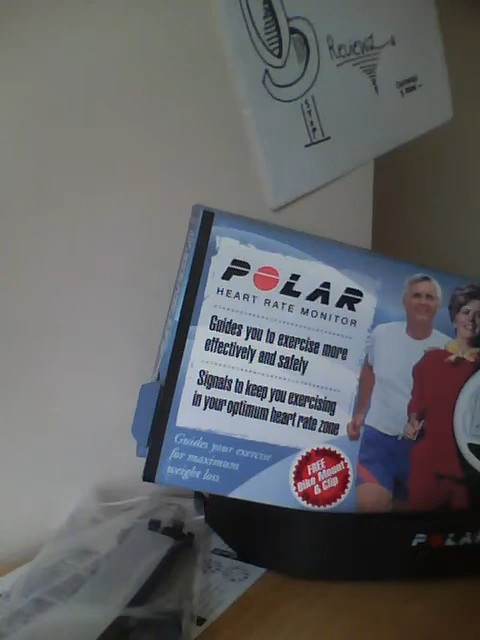 Reviewz
POLAR
HEART RATE MONITOR
Guides you to exercise more
effectively and safely
Signals to keep you exercising
in your optimum heart rate zone
Guides your exercise
for maximum
weight loss
FREE
Bike Mount
& Clip
POLAR